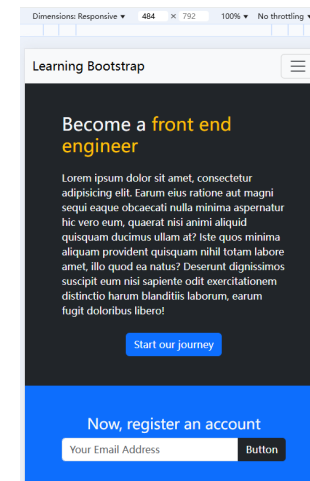 Dimensions: Responsive ▾ 484 × 792 100% ▾ No throttling ▾
Learning Bootstrap
Become a front end
engineer
Lorem ipsum dolor sit amet, consectetur
adipisicing elit. Earum eius ratione aut magni
sequi eaque obcaecati nulla minima aspernatur
hic vero eum, quaerat nisi animi aliquid
quisquam ducimus ullam at? Iste quos minima
aliquam provident quisquam nihil totam labore
amet, illo quod ea natus? Deserunt dignissimos
suscipit eum nisi sapiente odit exercitationem
distinctio harum blanditiis laborum, earum
fugit doloribus libero!
Start our journey
Now, register an account
Your Email Address Button